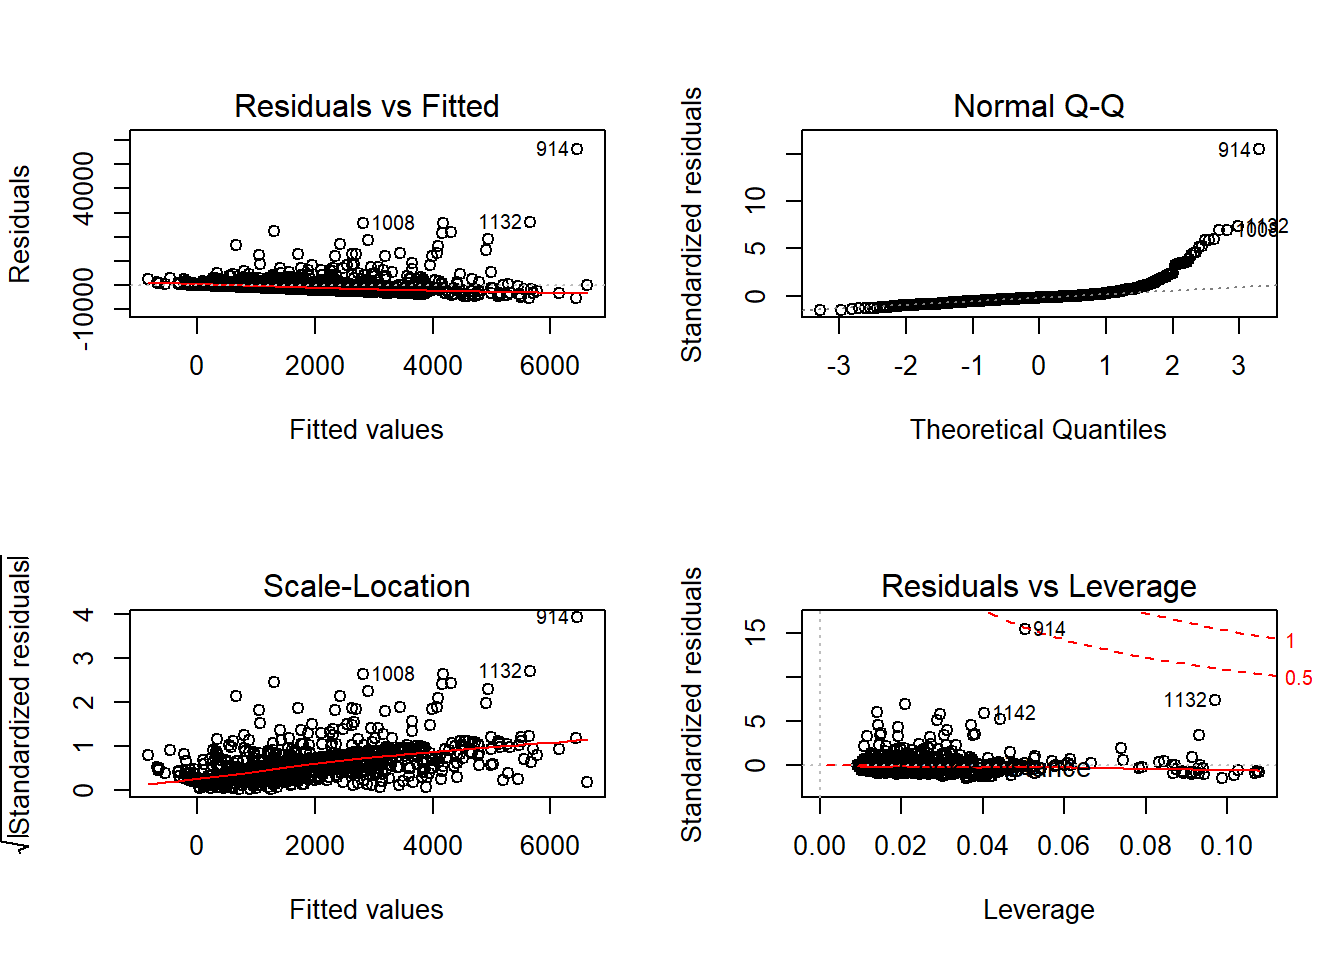 Residuals vs Fitted
Residuals
40000
-10000
914
1008
1132
0 2000 4000 6000
Fitted values
Normal Q-Q
Standardized residuals
10
5
0
914
1132
1008
-3 -2 -1 0 1 2 3
Theoretical Quantiles
Scale-Location
√|Standardized residuals|
4
3
2
1
0
914
1008
1132
0 2000 4000 6000
Fitted values
Residuals vs Leverage
Standardized residuals
15
5
0
914
1132
1142
1
0.5
0.00 0.02 0.04 0.06 0.08 0.10
Leverage